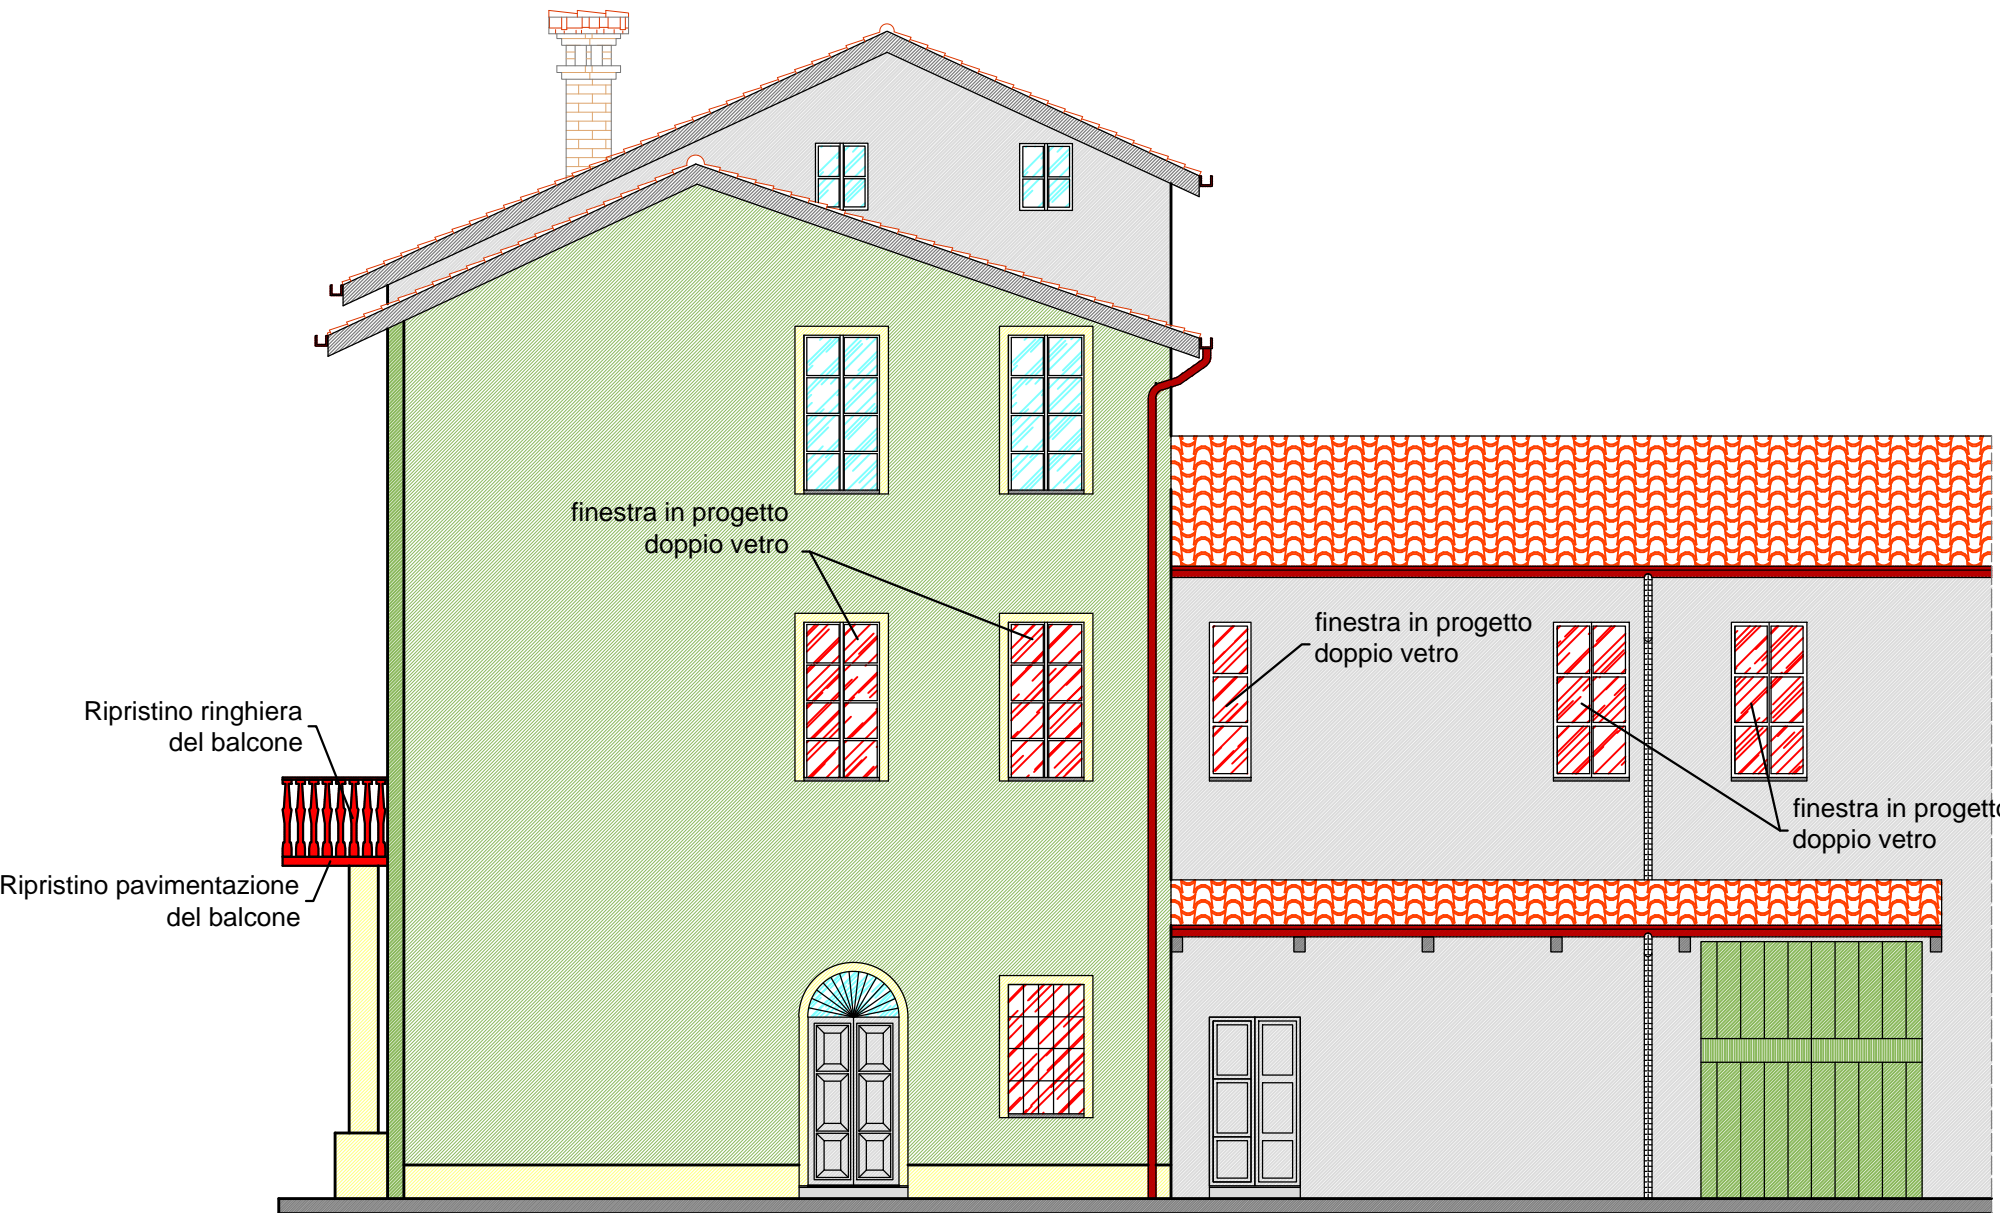 finestra in progetto
doppio vetro
finestra in progetto
doppio vetro
Ripristino ringhiera
del balcone
finestra in progetto
doppio vetro
Ripristino pavimentazione
del balcone